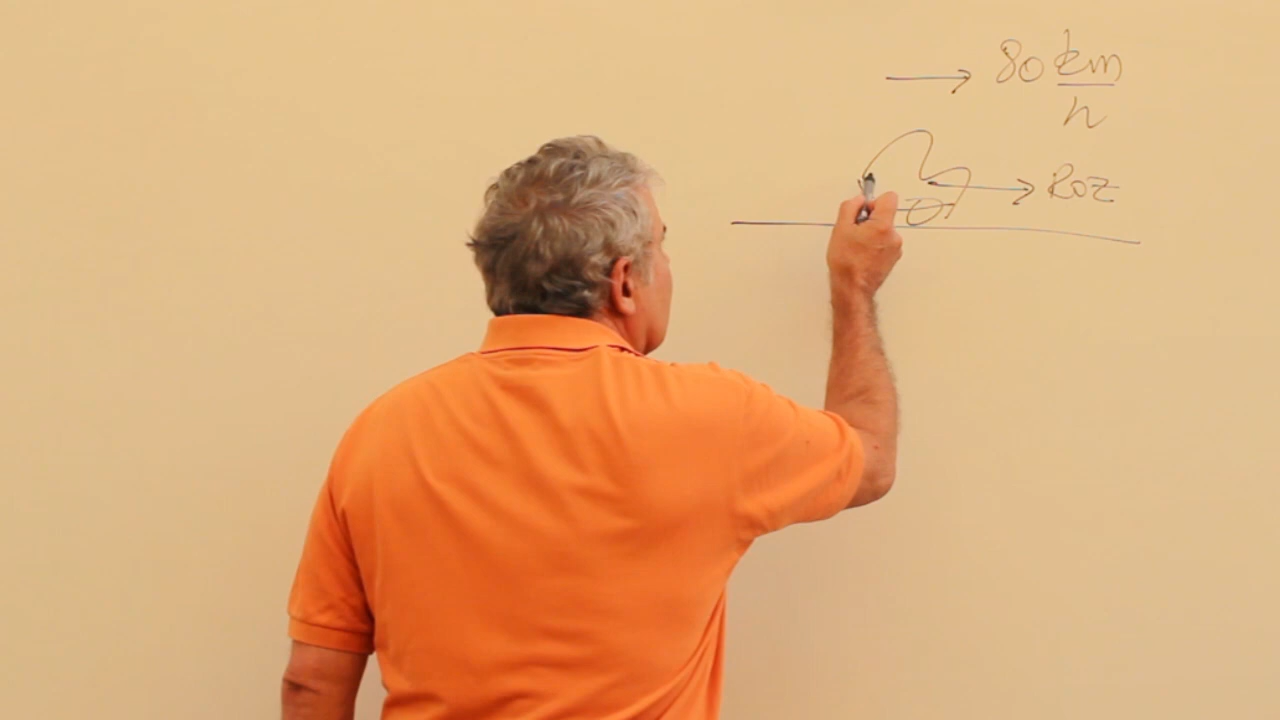 → 80 km
h
→ Roz